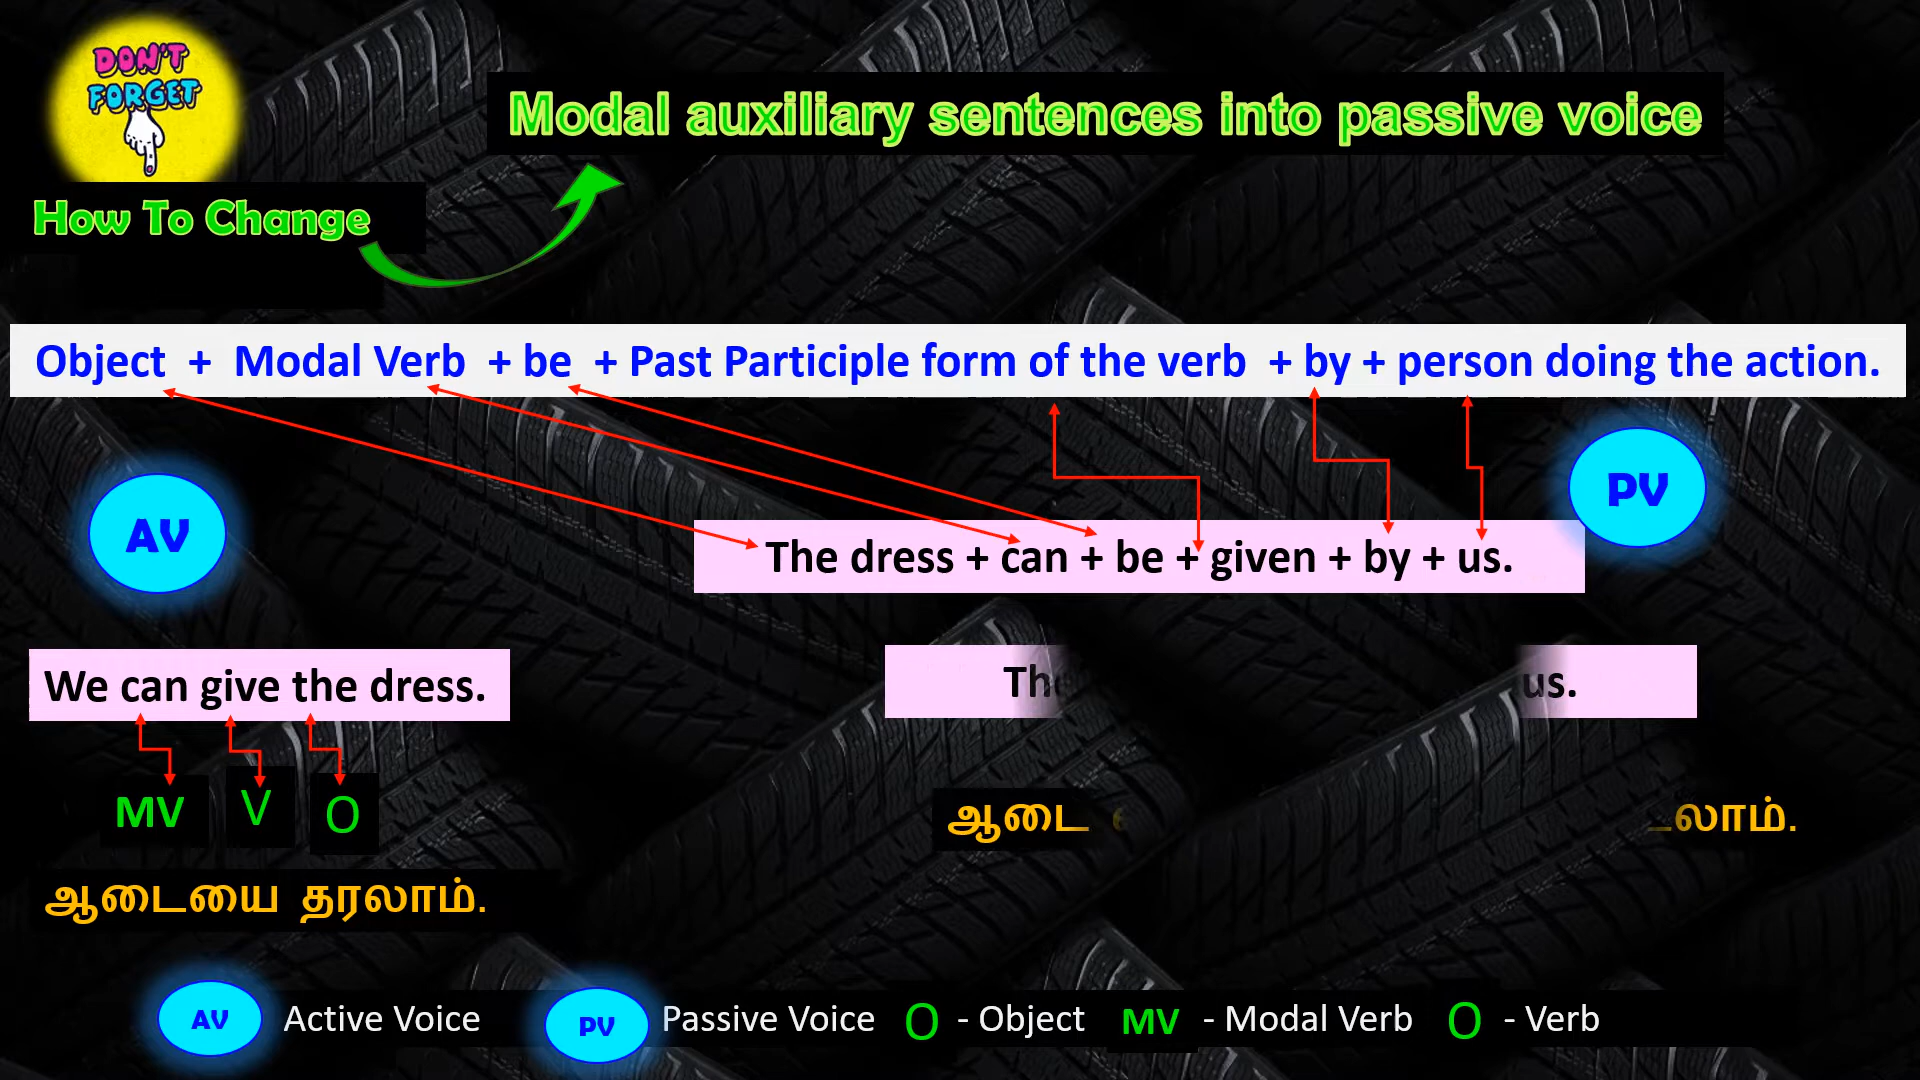 DON'T
FORGET
Modal auxiliary sentences into passive voice
How To Change
Object + Modal Verb + be + Past Participle form of the verb + by + person doing the action.
AV
PV
The dress + can + be + given + by + us.
We can give the dress.
us.
MV V O
ஆடை
ஆடையை தரலாம்.
AV Active Voice PV Passive Voice O - Object MV - Modal Verb O - Verb